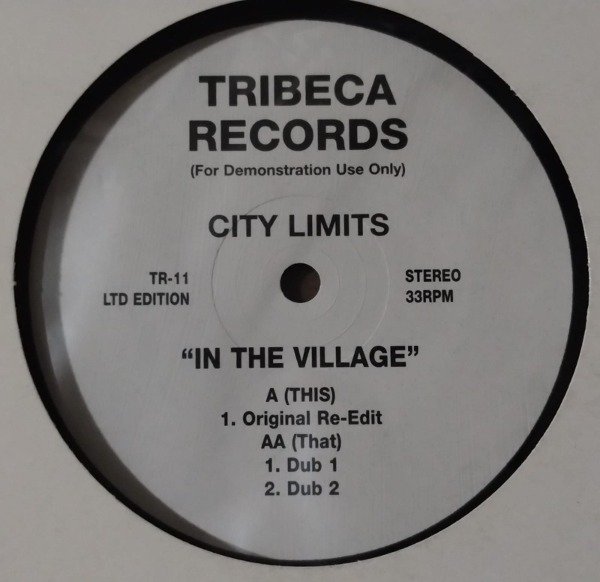 TRIBECA
RECORDS
(For Demonstration Use Only)
CITY LIMITS
TR-11
LTD EDITION
STEREO
33RPM
“IN THE VILLAGE”
A (THIS)
1. Original Re-Edit
AA (That)
1. Dub 1
2. Dub 2